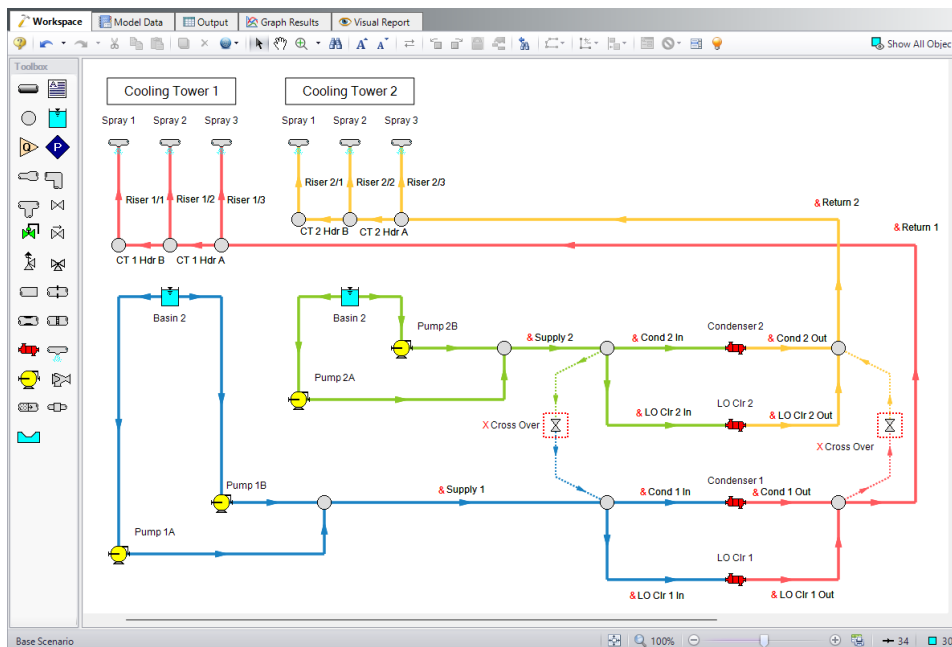 Workspace Model Data Output Graph Results Visual Report
A A Show All Objec
Toolbox
A
Q P
Cooling Tower 1 Cooling Tower 2
Spray 1 Spray 2 Spray 3 Spray 1 Spray 2 Spray 3
Riser 1/1 Riser 1/2 Riser 1/3 Riser 2/1 Riser 2/2 Riser 2/3
& Return 2
CT 2 Hdr B CT 2 Hdr A & Return 1
CT 1 Hdr B CT 1 Hdr A
Basin 2 Basin 2
Pump 2B Condenser 2
& Supply 2 & Cond 2 In & Cond 2 Out
Pump 2A
LO Clr 2
& LO Clr 2 In & LO Clr 2 Out
X Cross Over X Cross Over
Pump 1B Condenser 1
& Supply 1 & Cond 1 In & Cond 1 Out
Pump 1A
LO Clr 1
& LO Clr 1 In & LO Clr 1 Out
Base Scenario 100% 34 30